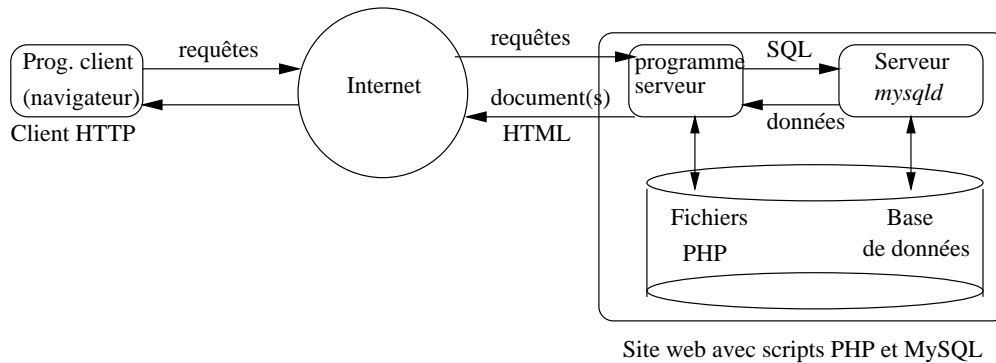 requêtes
Prog. client
(navigateur)
Client HTTP
Internet
requêtes
document(s)
HTML
programme
serveur
SQL
données
Serveur
mysqld
Fichiers
PHP
Base
de données
Site web avec scripts PHP et MySQL